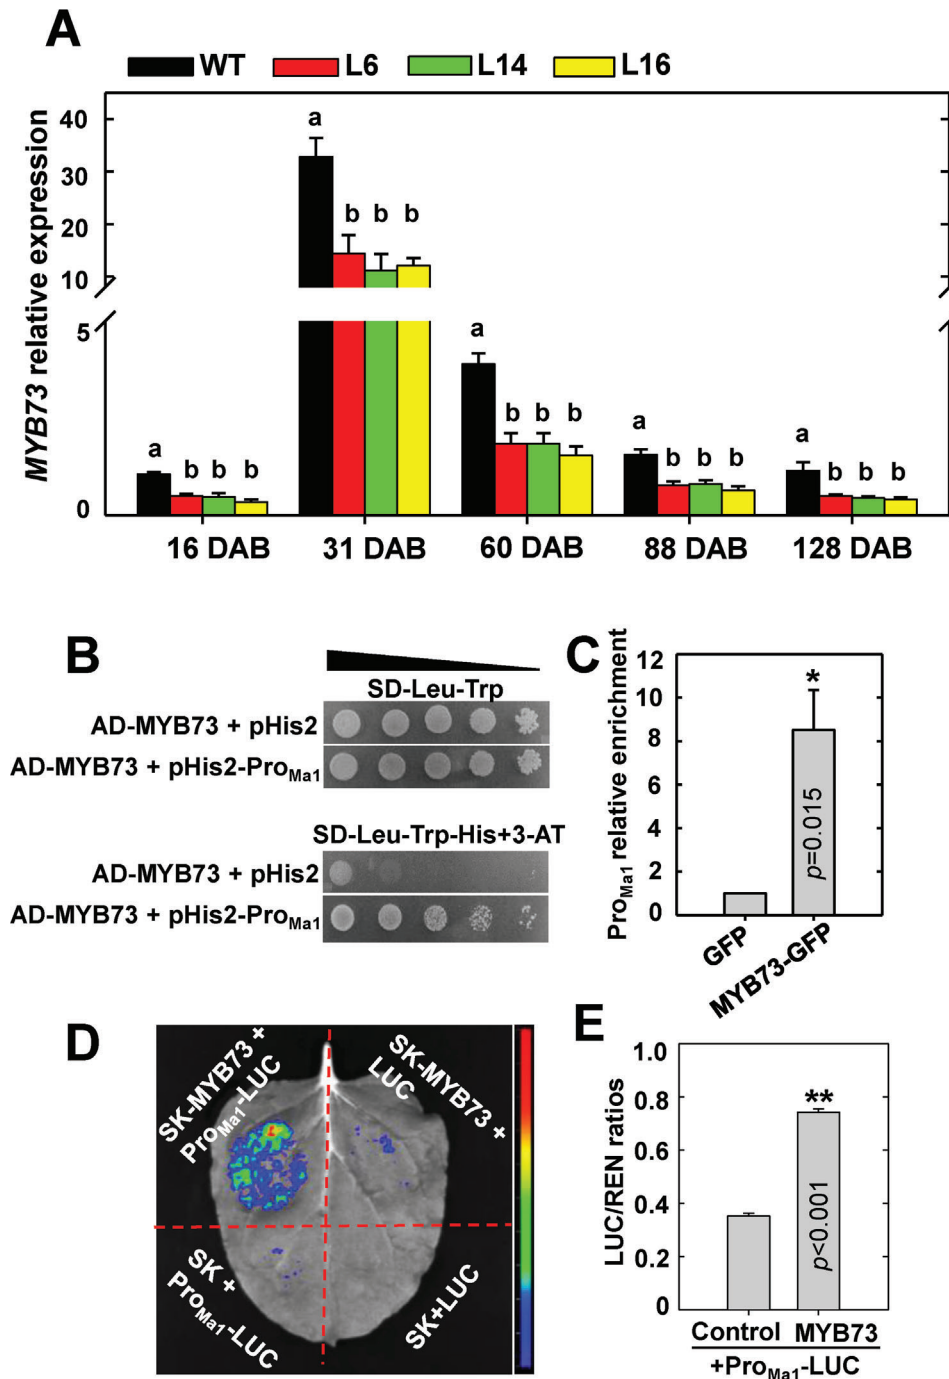 A
WT L6 L14 L16
MYB73 relative expression
40
30
20
10
5
0
a b b b
a b b b
a b b b
a b b b
a b b b
16 DAB 31 DAB 60 DAB 88 DAB 128 DAB
B
SD-Leu-Trp
AD-MYB73 + pHis2
AD-MYB73 + pHis2-ProMa1
SD-Leu-Trp-His+3-AT
AD-MYB73 + pHis2
AD-MYB73 + pHis2-ProMa1
C
ProMa1 relative enrichment
12
10
8
6
4
2
0
*
p=0.015
GFP
MYB73-GFP
D
SK-MYB73 +
ProMa1-LUC
SK-MYB73 +
LUC
SK +
ProMa1-LUC
SK+LUC
E
LUC/REN ratios
1.0
0.8
0.6
0.4
0.2
0
**
p<0.001
Control MYB73
+ProMa1-LUC